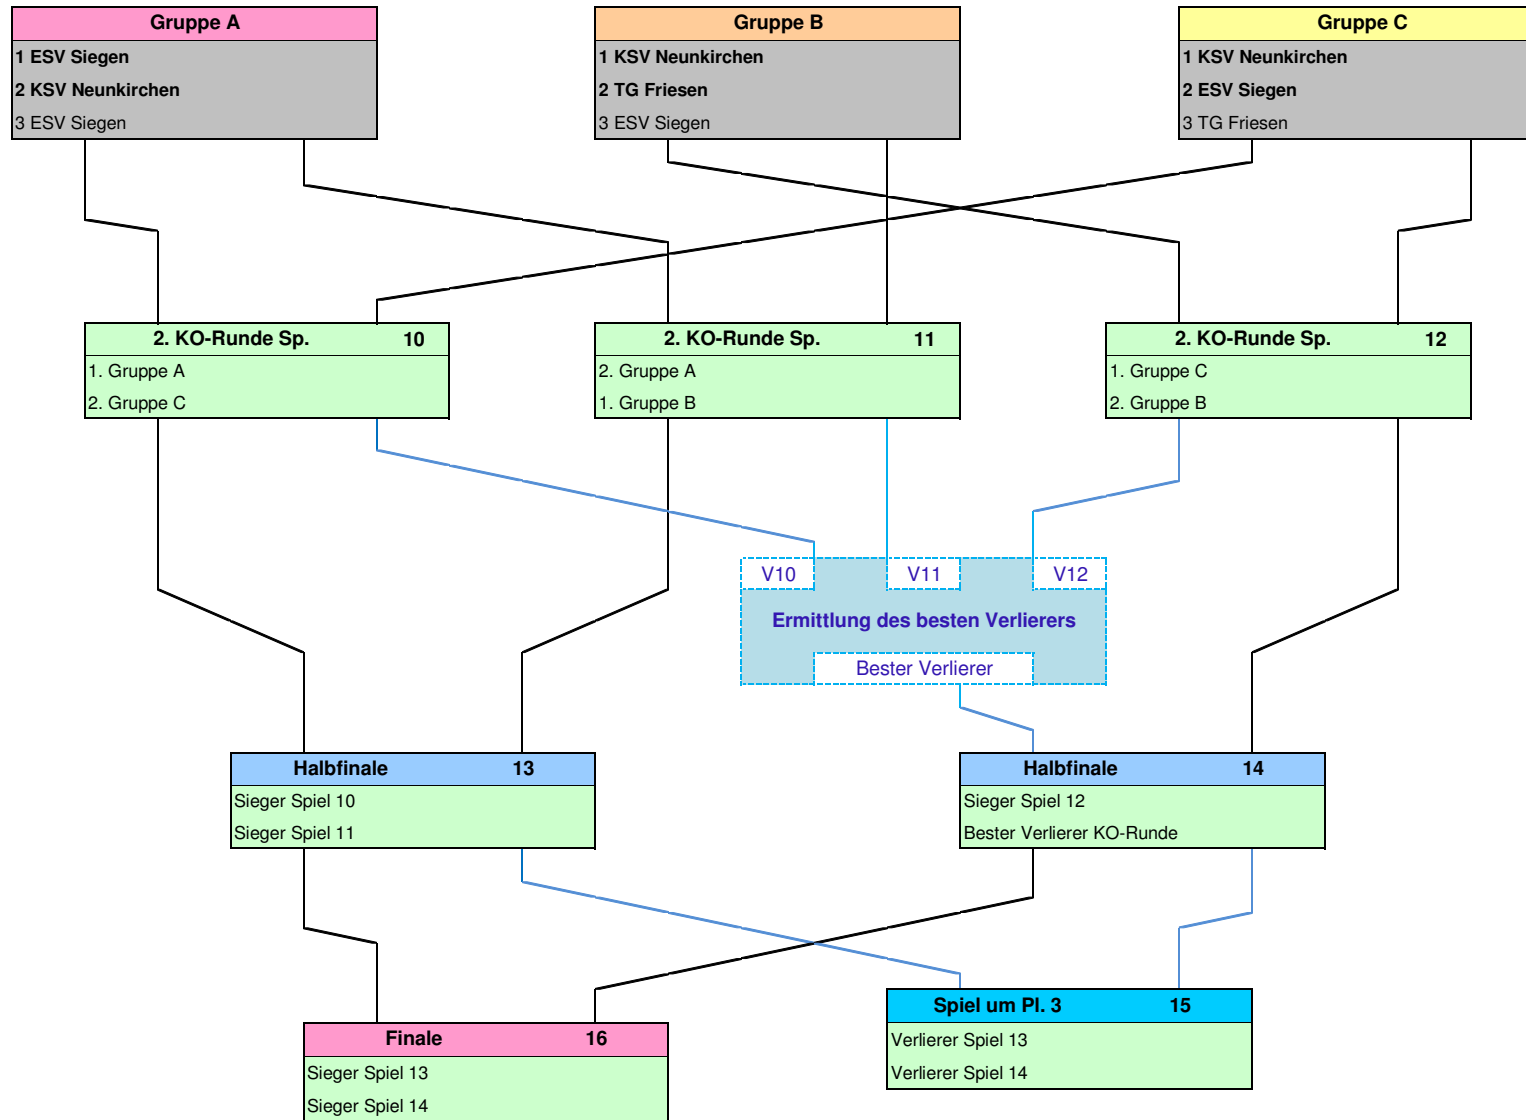 Gruppe A
1 ESV Siegen
2 KSV Neunkirchen
3 ESV Siegen
Gruppe B
1 KSV Neunkirchen
2 TG Friesen
3 ESV Siegen
Gruppe C
1 KSV Neunkirchen
2 ESV Siegen
3 TG Friesen
2. KO-Runde Sp. 10
1. Gruppe A
2. Gruppe C
2. KO-Runde Sp. 11
2. Gruppe A
1. Gruppe B
2. KO-Runde Sp. 12
1. Gruppe C
2. Gruppe B
V10 V11 V12
Ermittlung des besten Verlierers
Bester Verlierer
Halbfinale 13
Sieger Spiel 10
Sieger Spiel 11
Halbfinale 14
Sieger Spiel 12
Bester Verlierer KO-Runde
Spiel um Pl. 3 15
Verlierer Spiel 13
Verlierer Spiel 14
Finale 16
Sieger Spiel 13
Sieger Spiel 14